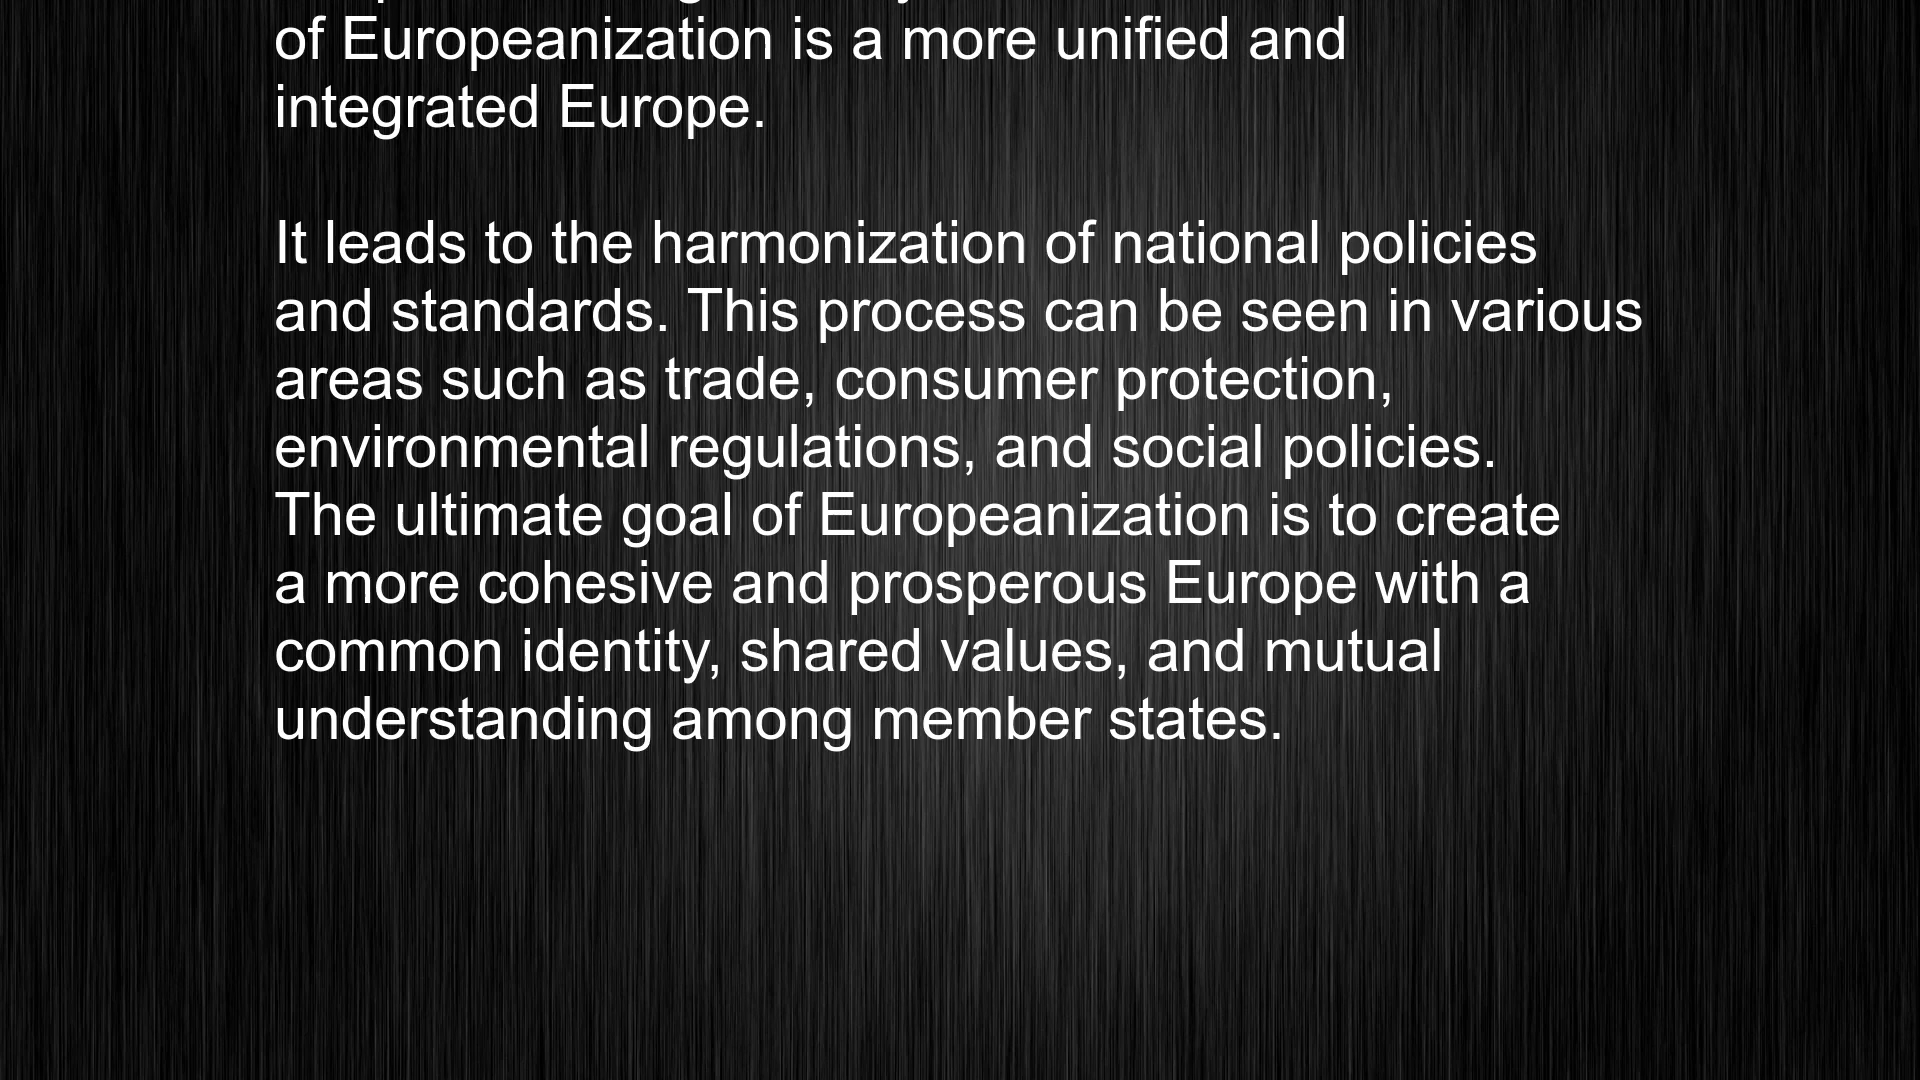 of Europeanization is a more unified and
integrated Europe.
It leads to the harmonization of national policies
and standards. This process can be seen in various
areas such as trade, consumer protection,
environmental regulations, and social policies.
The ultimate goal of Europeanization is to create
a more cohesive and prosperous Europe with a
common identity, shared values, and mutual
understanding among member states.